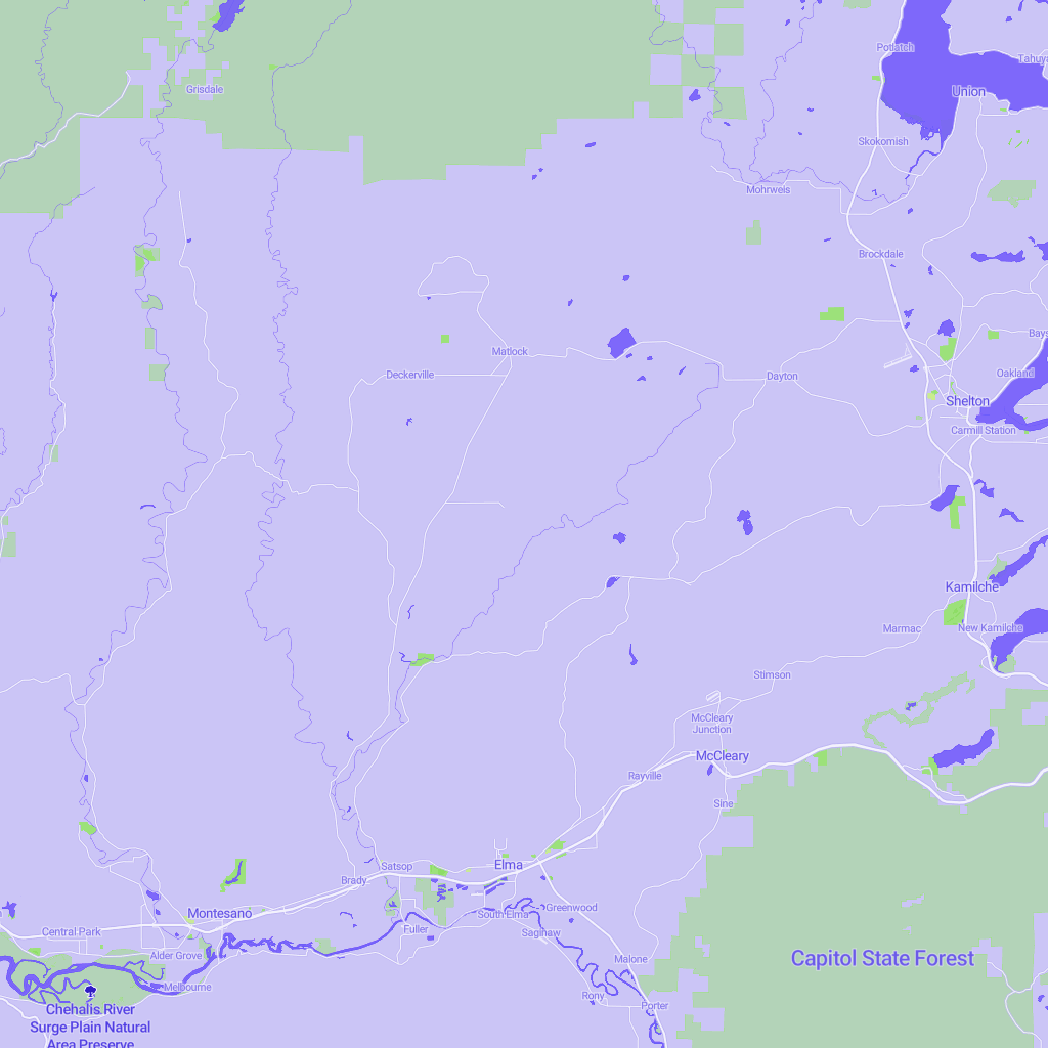 Potlatch
Tahuya
Grisdale
Union
Skokomish
Mohrweis
Brockdale
Matlock
Bays
Deckerville
Dayton
Oakland
Shelton
Carmill Station
Kamilche
Marmac
New Kamilche
Stimson
McCleary
Junction
McCleary
Rayville
Sine
Satsop
Elma
Brady
Montesano
South Elma
Greenwood
Fuller
Saginaw
Central Park
Alder Grove
Malone
Capitol State Forest
Melbourne
Rony
Porter
Chehalis River
Surge Plain Natural
Area Preserve